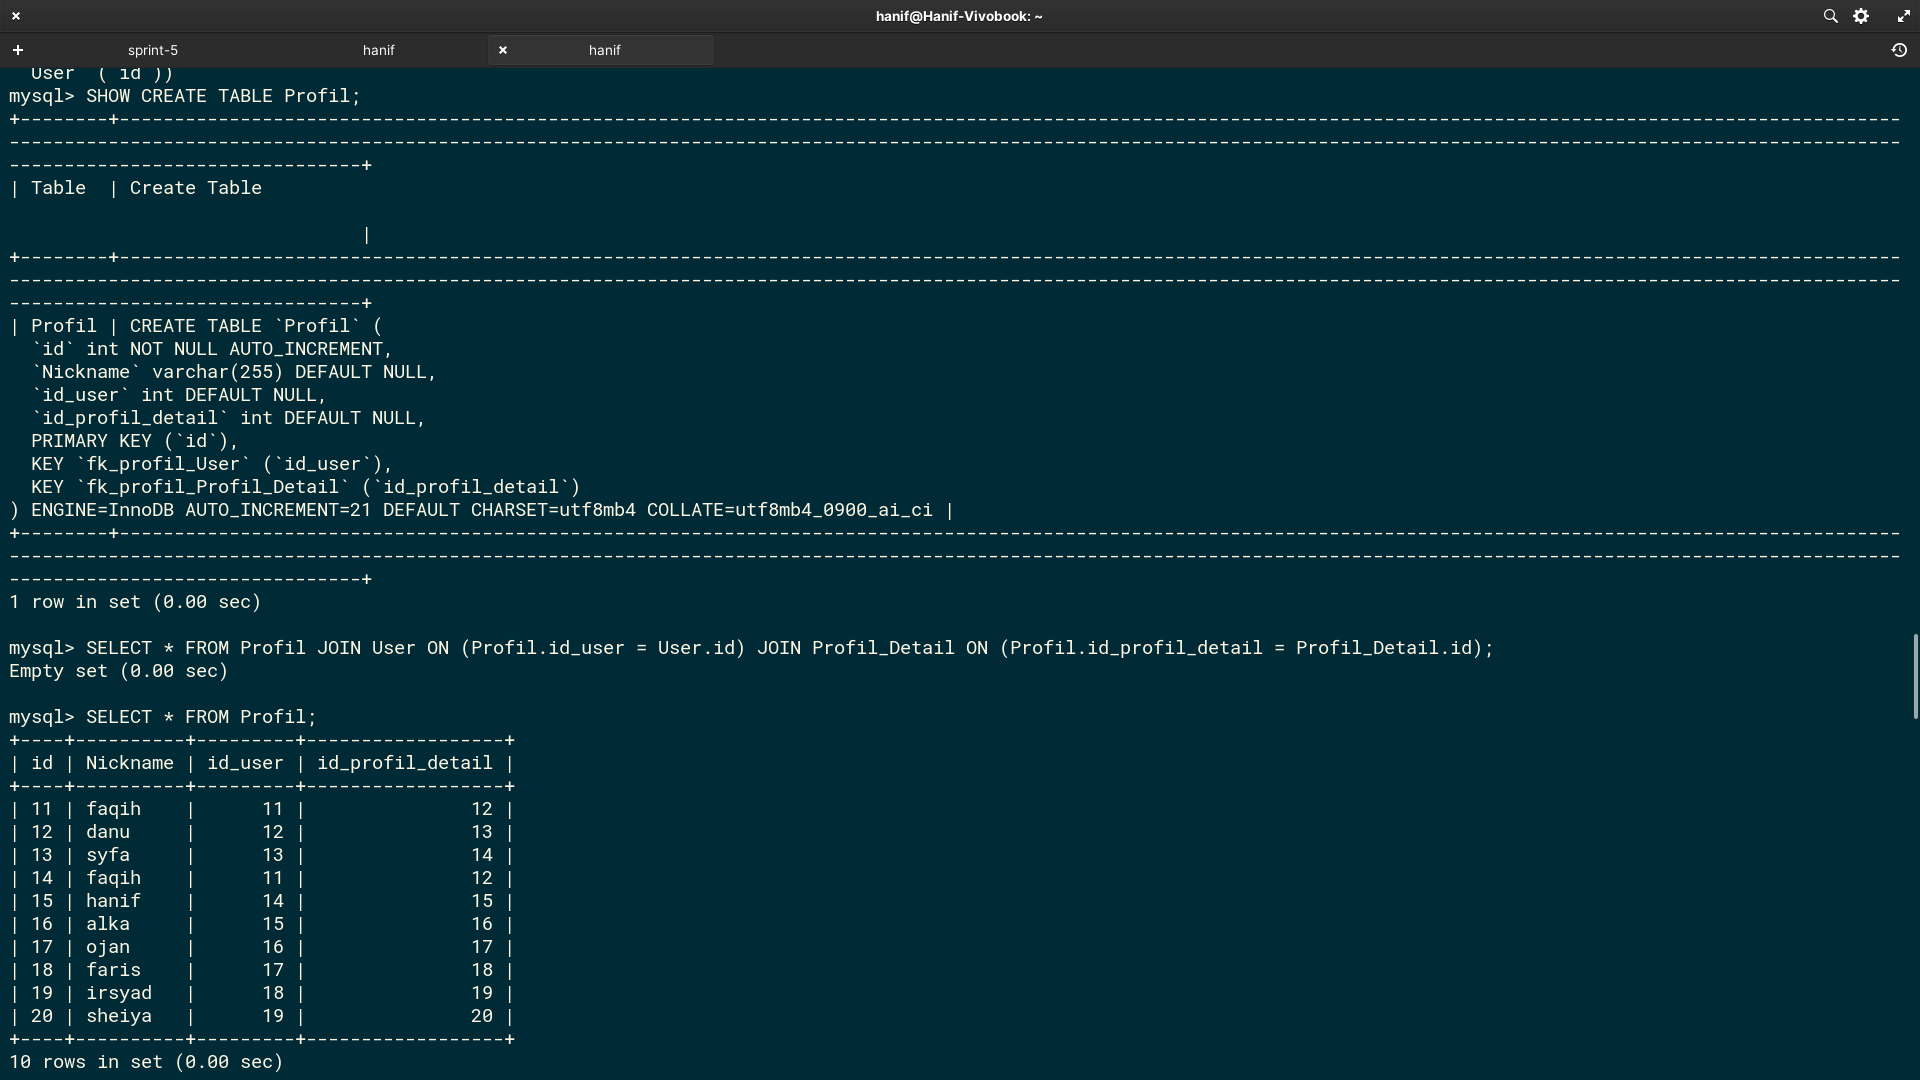 hanif@Hanif-Vivobook: ~
sprint-5
hanif
hanif
User ( id ))
mysql> SHOW CREATE TABLE Profil;
+--------+------------------------------------------------------------------------------------------------------------------------------------------------------------------
----------------------------------------------------------------------------------------------------------------------------------------------------------------------------
--------------------------------+
| Table  | Create Table
                                |
+--------+------------------------------------------------------------------------------------------------------------------------------------------------------------------
----------------------------------------------------------------------------------------------------------------------------------------------------------------------------
--------------------------------+
| Profil | CREATE TABLE `Profil` (
  `id` int NOT NULL AUTO_INCREMENT,
  `Nickname` varchar(255) DEFAULT NULL,
  `id_user` int DEFAULT NULL,
  `id_profil_detail` int DEFAULT NULL,
  PRIMARY KEY (`id`),
  KEY `fk_profil_User` (`id_user`),
  KEY `fk_profil_Profil_Detail` (`id_profil_detail`)
) ENGINE=InnoDB AUTO_INCREMENT=21 DEFAULT CHARSET=utf8mb4 COLLATE=utf8mb4_0900_ai_ci |
+--------+------------------------------------------------------------------------------------------------------------------------------------------------------------------
----------------------------------------------------------------------------------------------------------------------------------------------------------------------------
--------------------------------+
1 row in set (0.00 sec)
mysql> SELECT * FROM Profil JOIN User ON (Profil.id_user = User.id) JOIN Profil_Detail ON (Profil.id_profil_detail = Profil_Detail.id);
Empty set (0.00 sec)
mysql> SELECT * FROM Profil;
+----+----------+---------+------------------+
| id | Nickname | id_user | id_profil_detail |
+----+----------+---------+------------------+
| 11 | faqih    |      11 |               12 |
| 12 | danu     |      12 |               13 |
| 13 | syfa     |      13 |               14 |
| 14 | faqih    |      11 |               12 |
| 15 | hanif    |      14 |               15 |
| 16 | alka     |      15 |               16 |
| 17 | ojan     |      16 |               17 |
| 18 | faris    |      17 |               18 |
| 19 | irsyad   |      18 |               19 |
| 20 | sheiya   |      19 |               20 |
+----+----------+---------+------------------+
10 rows in set (0.00 sec)